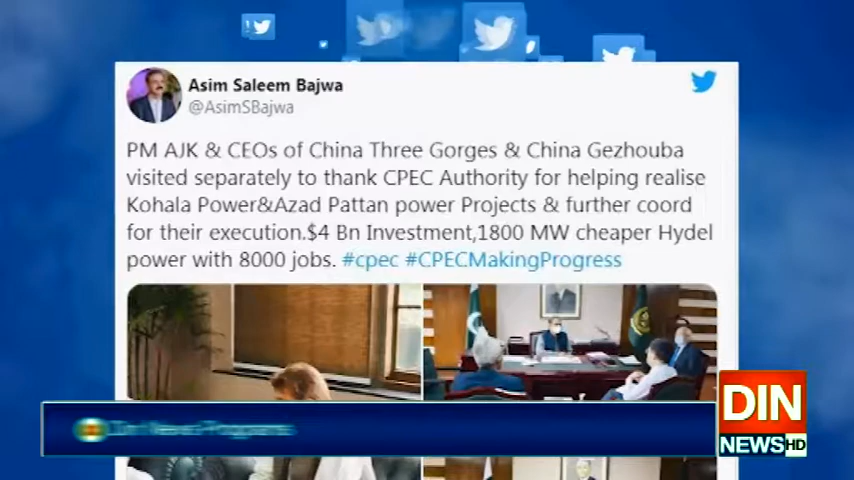 Asim Saleem Bajwa
@AsimSBajwa
PM AJK & CEOs of China Three Gorges & China Gezhouba
visited separately to thank CPEC Authority for helping realise
Kohala Power&Azad Pattan power Projects & further coord
for their execution.$4 Bn Investment,1800 MW cheaper Hydel
power with 8000 jobs. #cpec #CPECMakingProgress
DIN
NEWS HD